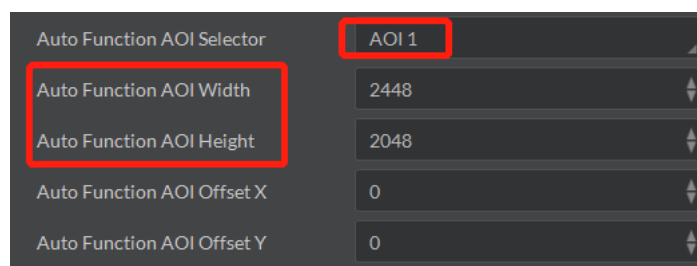 Auto Function AOI Selector AOI 1
Auto Function AOI Width 2448
Auto Function AOI Height 2048
Auto Function AOI Offset X 0
Auto Function AOI Offset Y 0